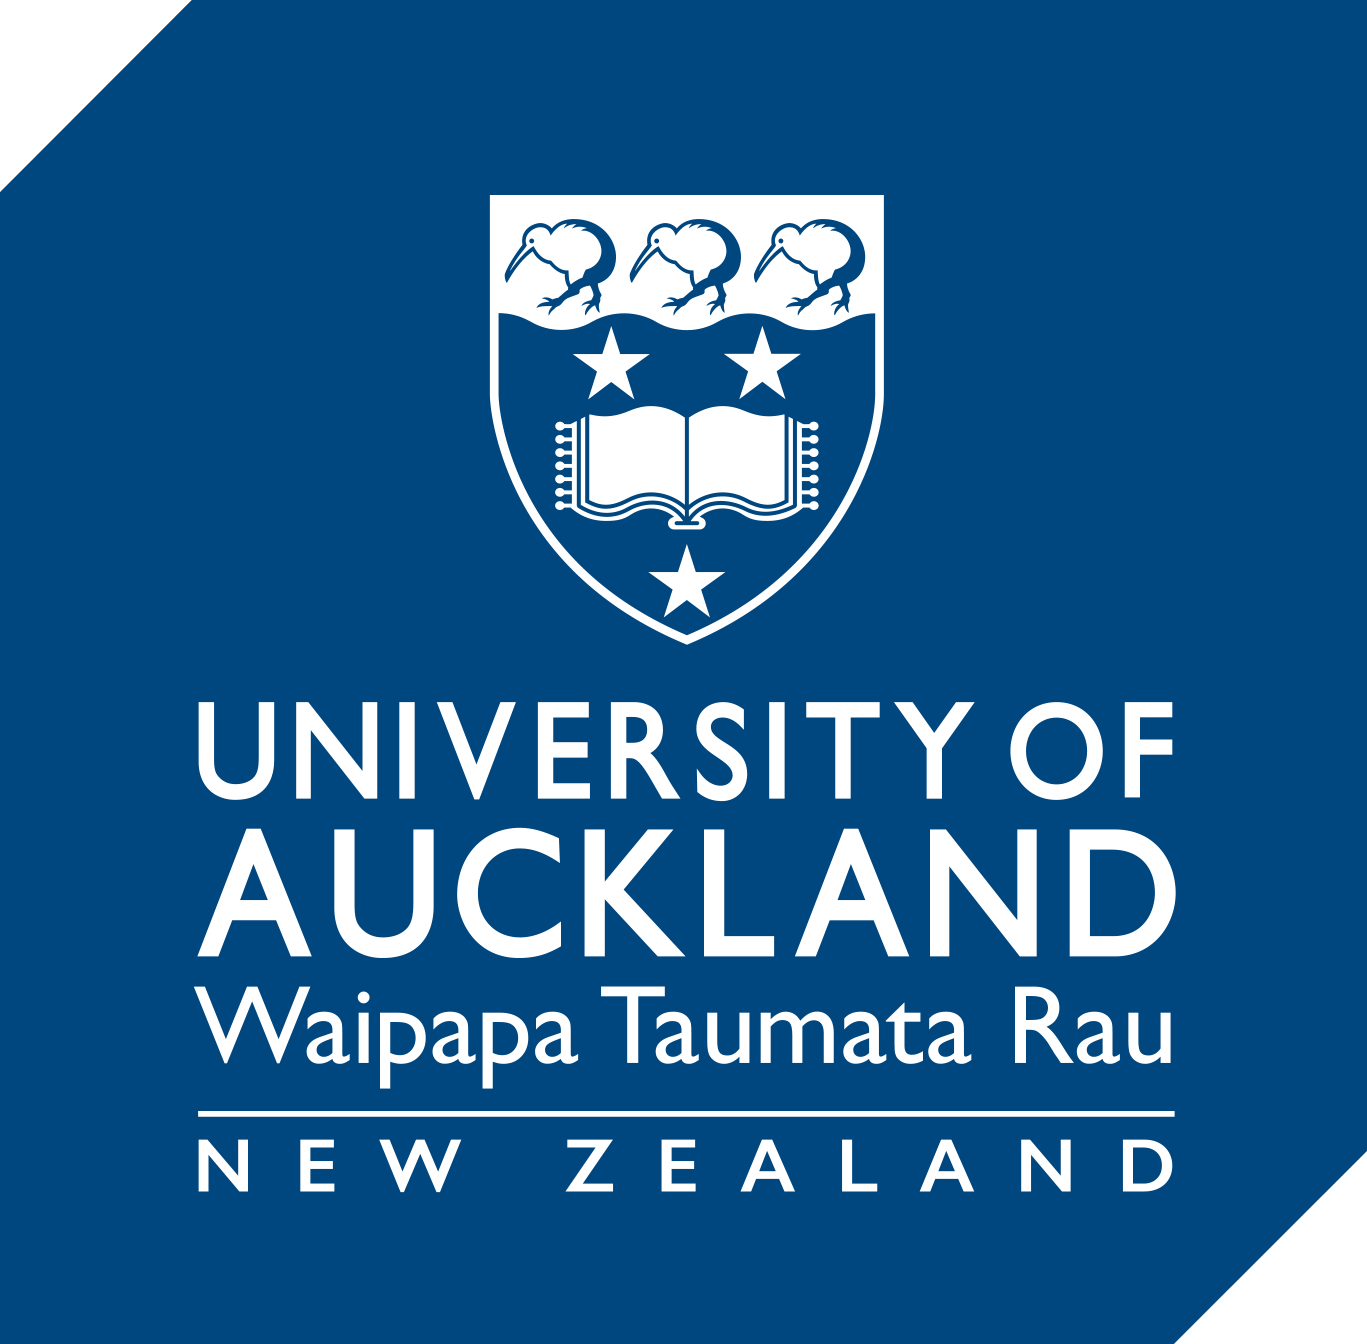 UNIVERSITY OF
AUCKLAND
Waipapa Taumata Rau
NEW ZEALAND